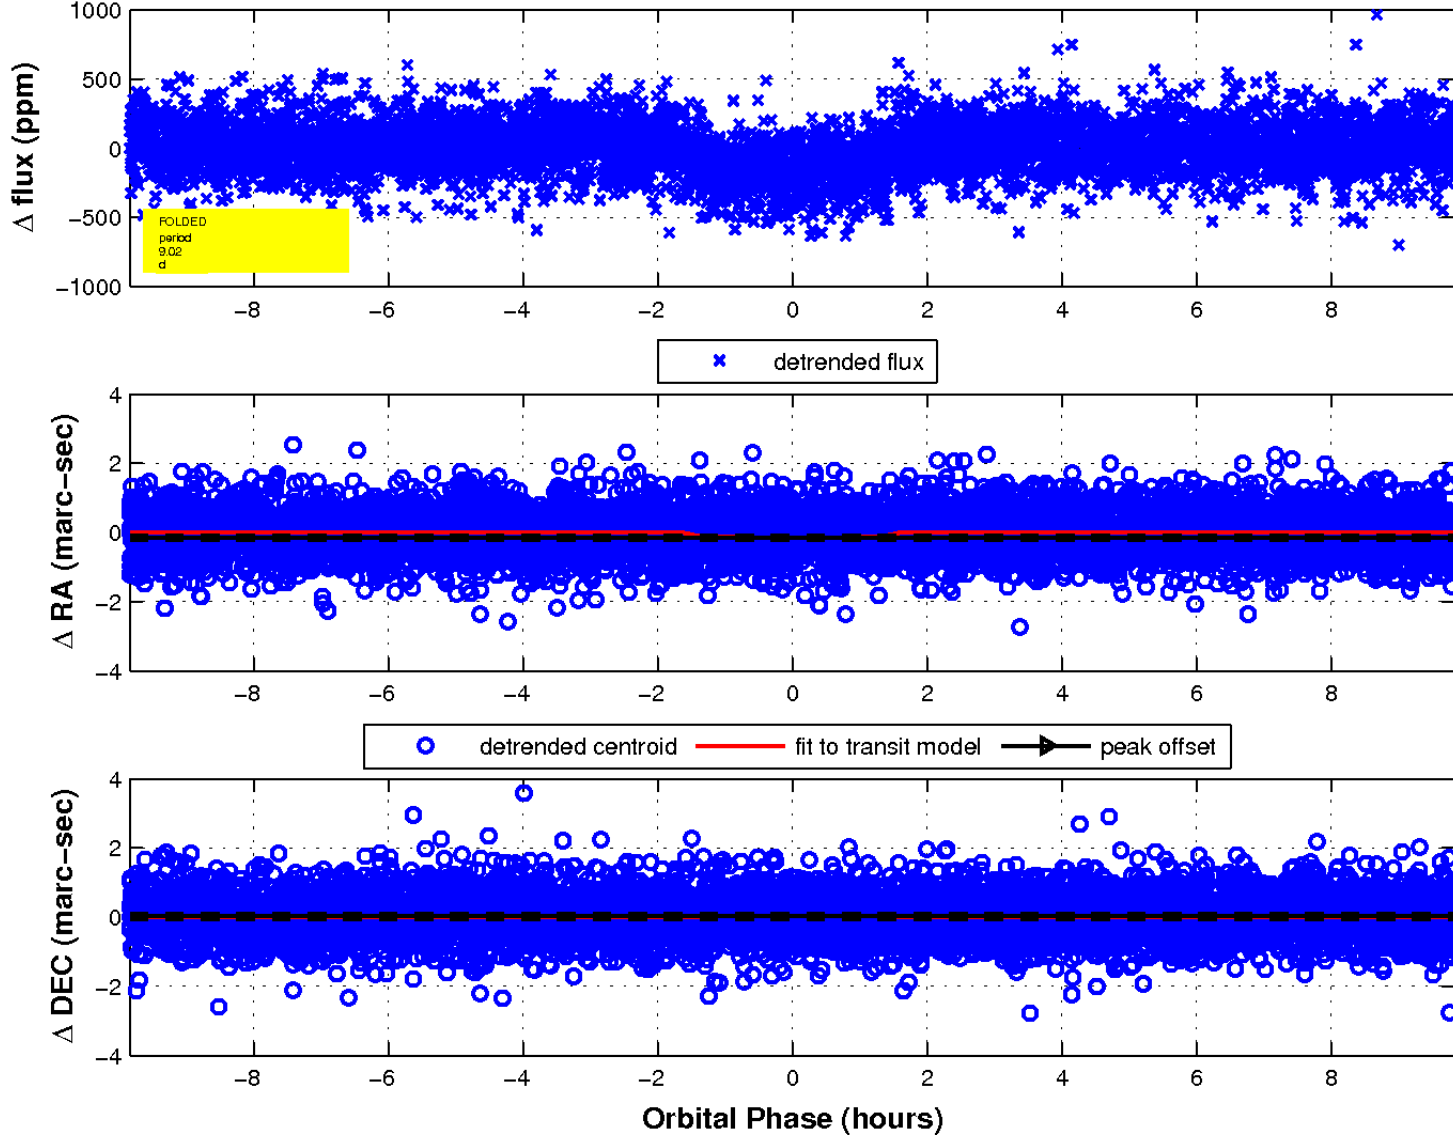 1000
500
0
−500
−1000
Δ flux (ppm)
FOLDED
period
9.02
d
−8 −6 −4 −2 0 2 4 6 8
detrended flux
4
2
0
−2
−4
Δ RA (marc−sec)
−8 −6 −4 −2 0 2 4 6 8
detrended centroid fit to transit model peak offset
4
2
0
−2
−4
Δ DEC (marc−sec)
−8 −6 −4 −2 0 2 4 6 8
Orbital Phase (hours)